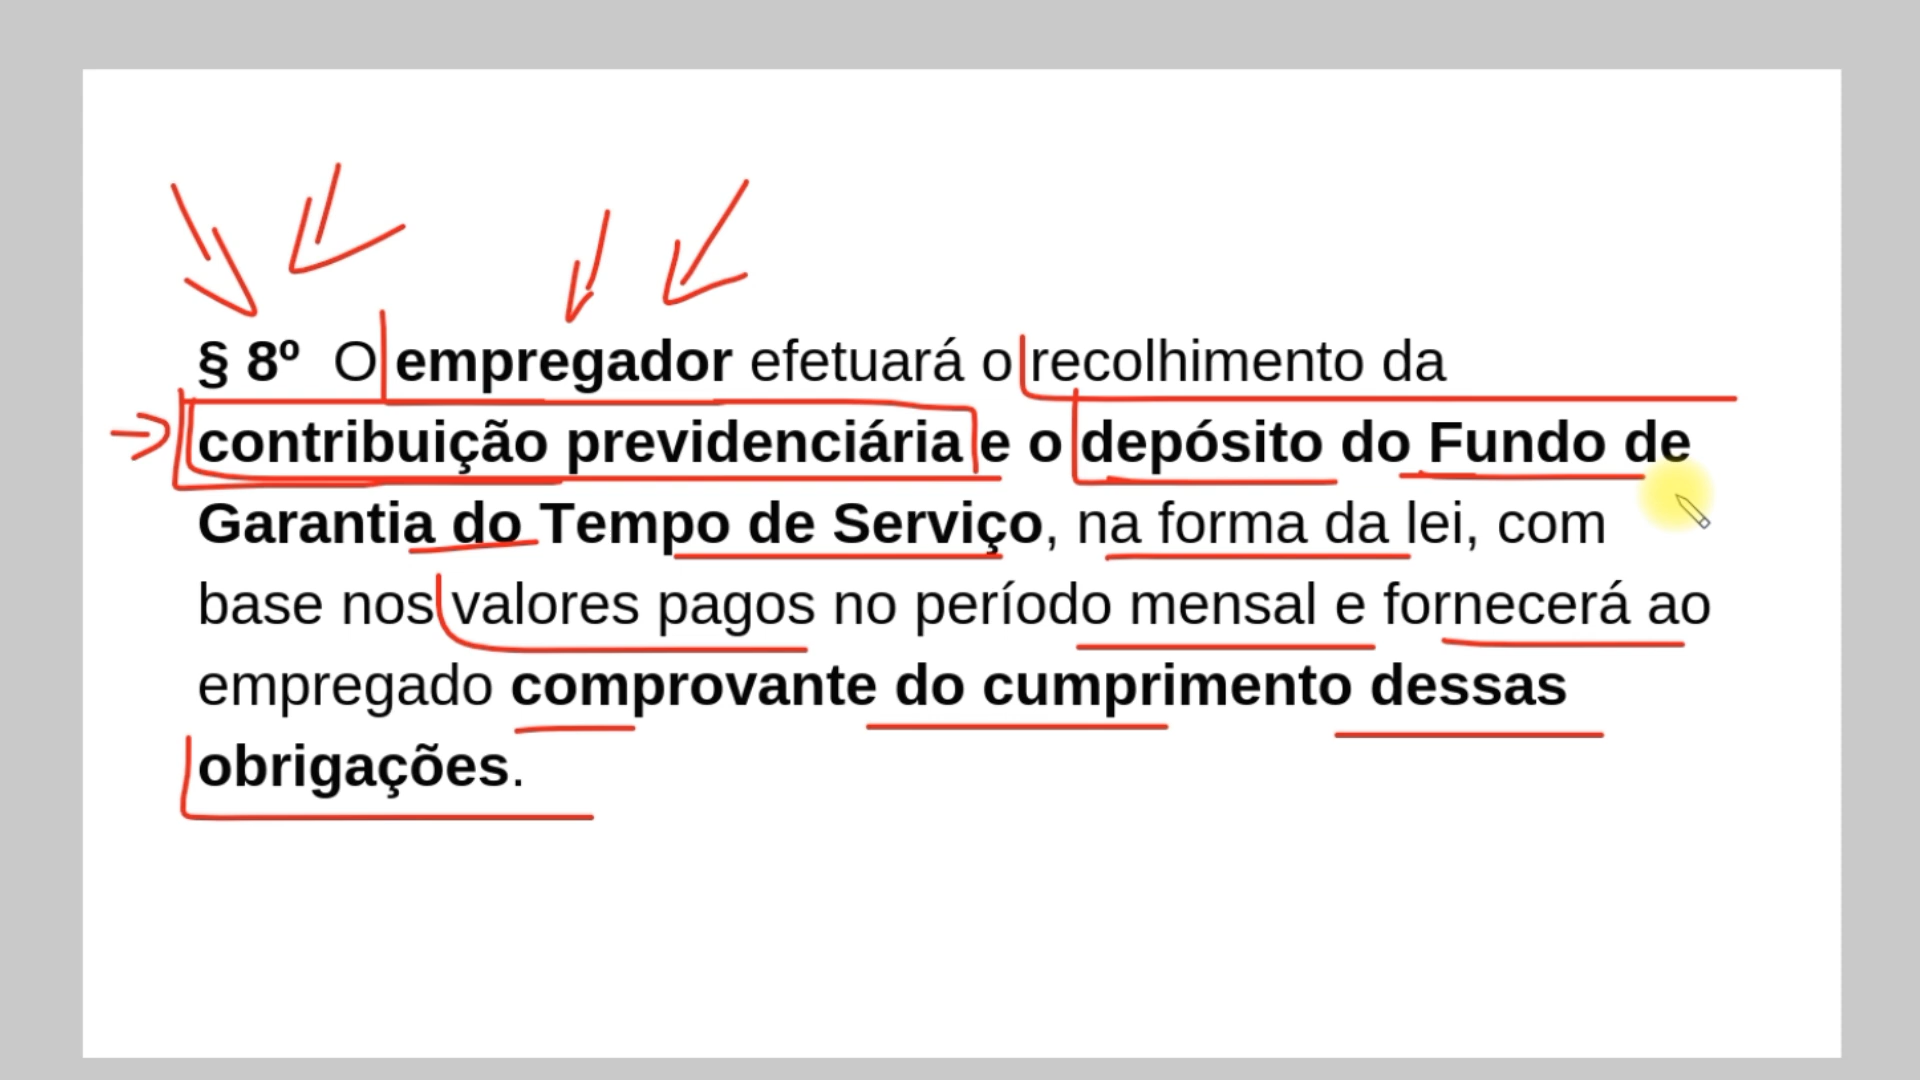 § 8º O empregador efetuará o recolhimento da
contribuição previdenciária e o depósito do Fundo de
Garantia do Tempo de Serviço, na forma da lei, com
base nos valores pagos no período mensal e fornecerá ao
empregado comprovante do cumprimento dessas
obrigações.